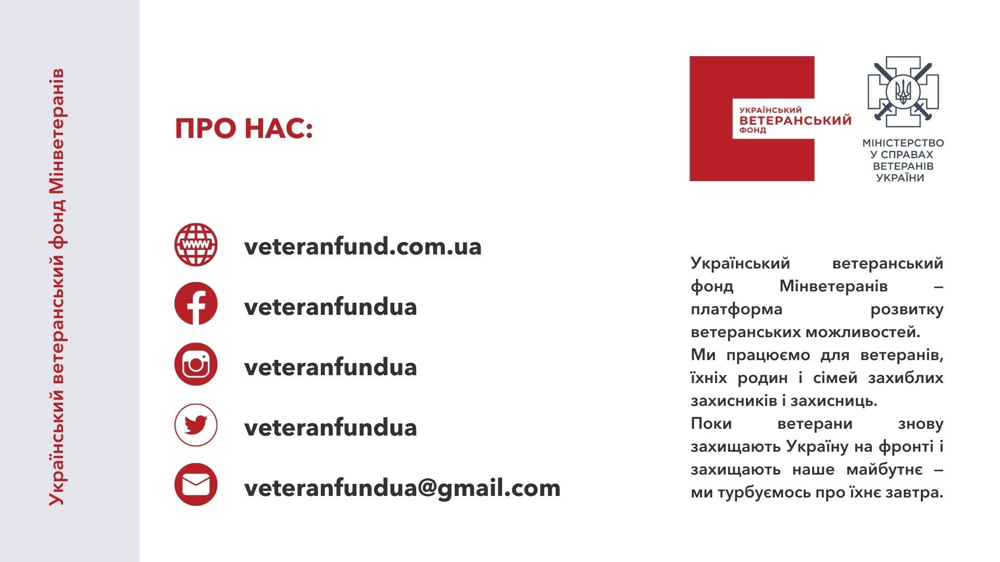 Український ветеранський фонд Мінветеранів
ПРО НАС:
УКРАЇНСЬКИЙ
ВЕТЕРАНСЬКИЙ
ФОНД
МІНІСТЕРСТВО
У СПРАВАХ
ВЕТЕРАНІВ
УКРАЇНИ
WWW
veteranfund.com.ua
veteranfundua
veteranfundua
veteranfundua
veteranfundua@gmail.com
Український ветеранський
фонд Мінветеранів –
платформа розвитку
ветеранських можливостей.
Ми працюємо для ветеранів,
їхніх родин і сімей захиблих
захисників і захисниць.
Поки ветерани знову
захищають Україну на фронті і
захищають наше майбутнє –
ми турбуємось про їхнє завтра.